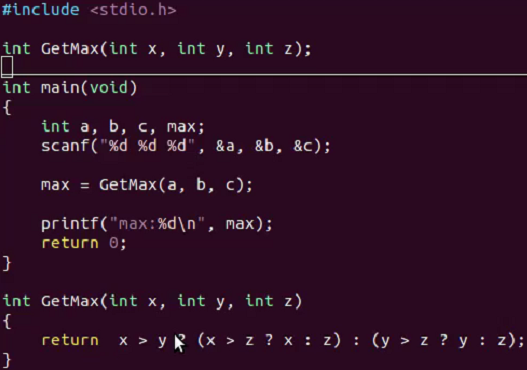 #include <stdio.h>
int GetMax(int x, int y, int z);
int main(void)
{
    int a, b, c, max;
    scanf("%d %d %d", &a, &b, &c);
    max = GetMax(a, b, c);
    printf("max:%d\n", max);
    return 0;
}
int GetMax(int x, int y, int z)
{
    return  x > y ? (x > z ? x : z) : (y > z ? y : z);
}